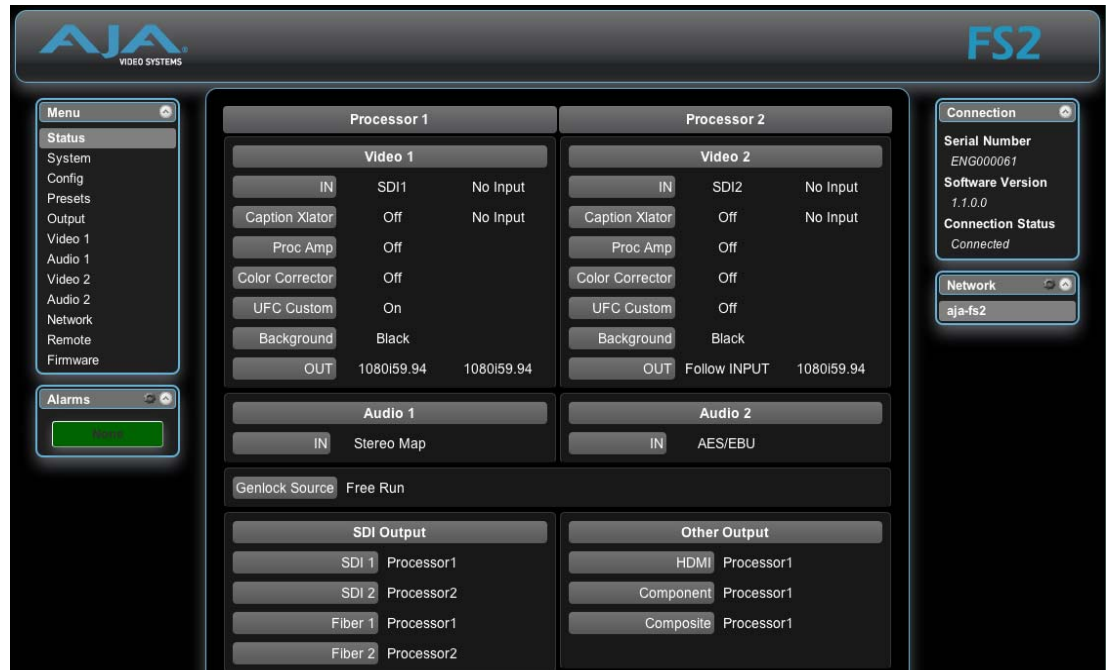 AJA
VIDEO SYSTEMS
FS2
Menu
Status
System
Config
Presets
Output
Video 1
Audio 1
Video 2
Audio 2
Network
Remote
Firmware
Alarms
None
Processor 1
Video 1
IN SDI1 No Input
Caption Xlator Off No Input
Proc Amp Off
Color Corrector Off
UFC Custom On
Background Black
OUT 1080i59.94 1080i59.94
Audio 1
IN Stereo Map
Processor 2
Video 2
IN SDI2 No Input
Caption Xlator Off No Input
Proc Amp Off
Color Corrector Off
UFC Custom Off
Background Black
OUT Follow INPUT 1080i59.94
Audio 2
IN AES/EBU
Genlock Source Free Run
SDI Output
SDI 1 Processor1
SDI 2 Processor2
Fiber 1 Processor1
Fiber 2 Processor2
Other Output
HDMI Processor1
Component Processor1
Composite Processor1
Connection
Serial Number
ENG000061
Software Version
1.1.0.0
Connection Status
Connected
Network
aja-fs2